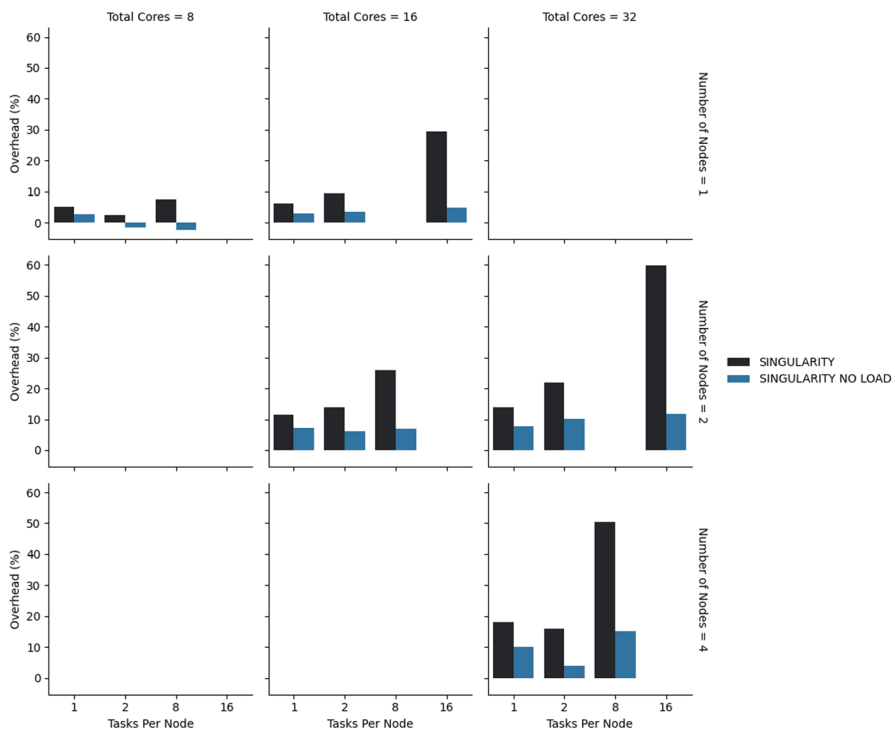 Total Cores = 8
Total Cores = 16
Total Cores = 32
60
50
40
30
20
10
0
Overhead (%)
Number of Nodes = 1
60
50
40
30
20
10
0
Overhead (%)
Number of Nodes = 2
SINGULARITY
SINGULARITY NO LOAD
60
50
40
30
20
10
0
Overhead (%)
Number of Nodes = 4
1 2 8 16
Tasks Per Node
1 2 8 16
Tasks Per Node
1 2 8 16
Tasks Per Node